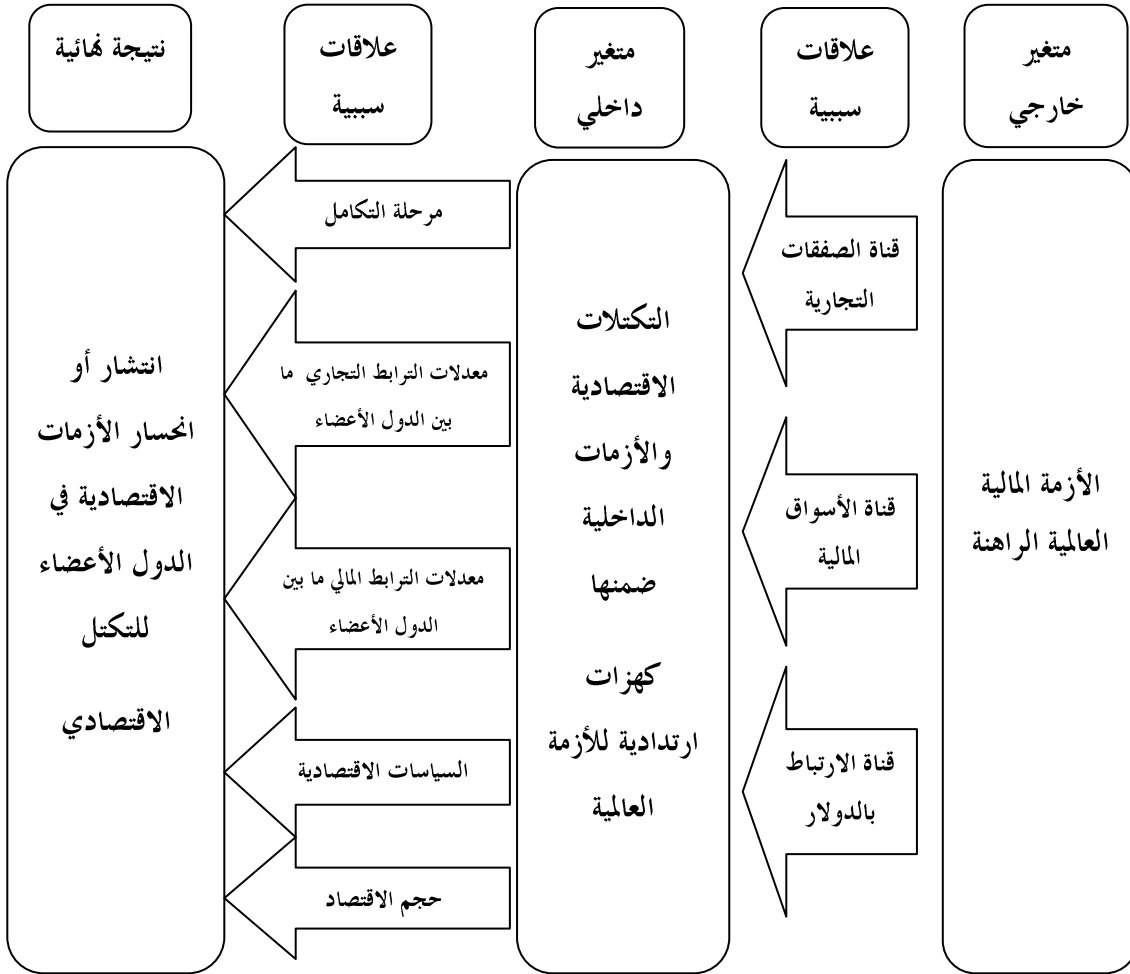 متغير
خارجي
علاقات
سببية
متغير
داخلي
علاقات
سببية
نتيجة نهائية
الأزمة المالية
العالمية الراهنة
قناة الصفقات
التجارية
قناة الأسواق
المالية
قناة الارتباط
بالدولار
التكتلات
الاقتصادية
والأزمات
الداخلية
ضمنها
كهزات
ارتدادية للأزمة
العالمية
مرحلة التكامل
معدلات الترابط التجاري ما
بين الدول الأعضاء
معدلات الترابط المالي ما بين
الدول الأعضاء
السياسات الاقتصادية
حجم الاقتصاد
انتشار أو
انحسار الأزمات
الاقتصادية في
الدول الأعضاء
للتكتل
الاقتصادي